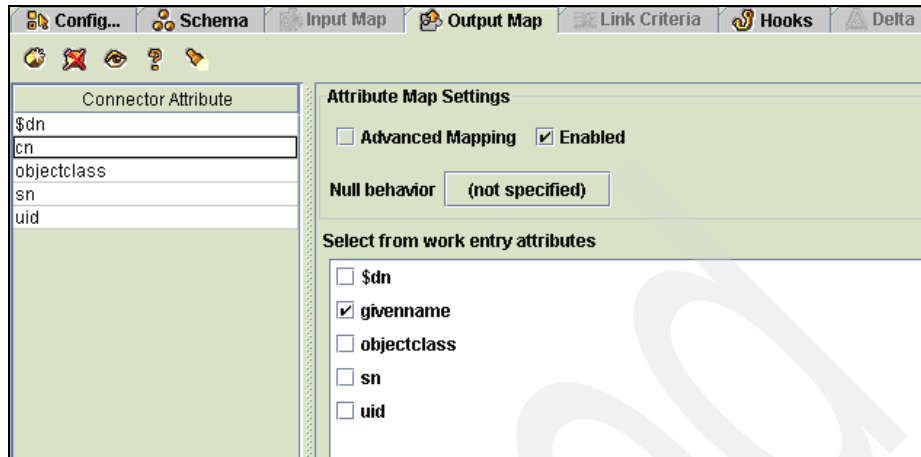 Config... Schema Input Map Output Map Link Criteria Hooks Delta
Connector Attribute
$dn
cn
objectclass
sn
uid
Attribute Map Settings
Advanced Mapping Enabled
Null behavior (not specified)
Select from work entry attributes
$dn
givenname
objectclass
sn
uid